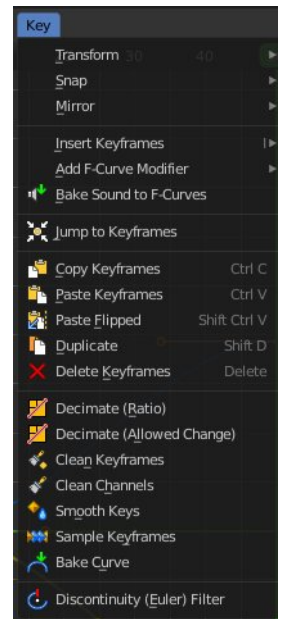 Key
Transform
30
40
Snap
Mirror
Insert Keyframes I
Add F-Curve Modifier
Bake Sound to F-Curves
Jump to Keyframes
Copy Keyframes Ctrl C
Paste Keyframes Ctrl V
Paste Flipped Shift Ctrl V
Duplicate Shift D
Delete Keyframes Delete
Decimate (Ratio)
Decimate (Allowed Change)
Clean Keyframes
Clean Channels
Smooth Keys
Sample Keyframes
Bake Curve
Discontinuity (Euler) Filter